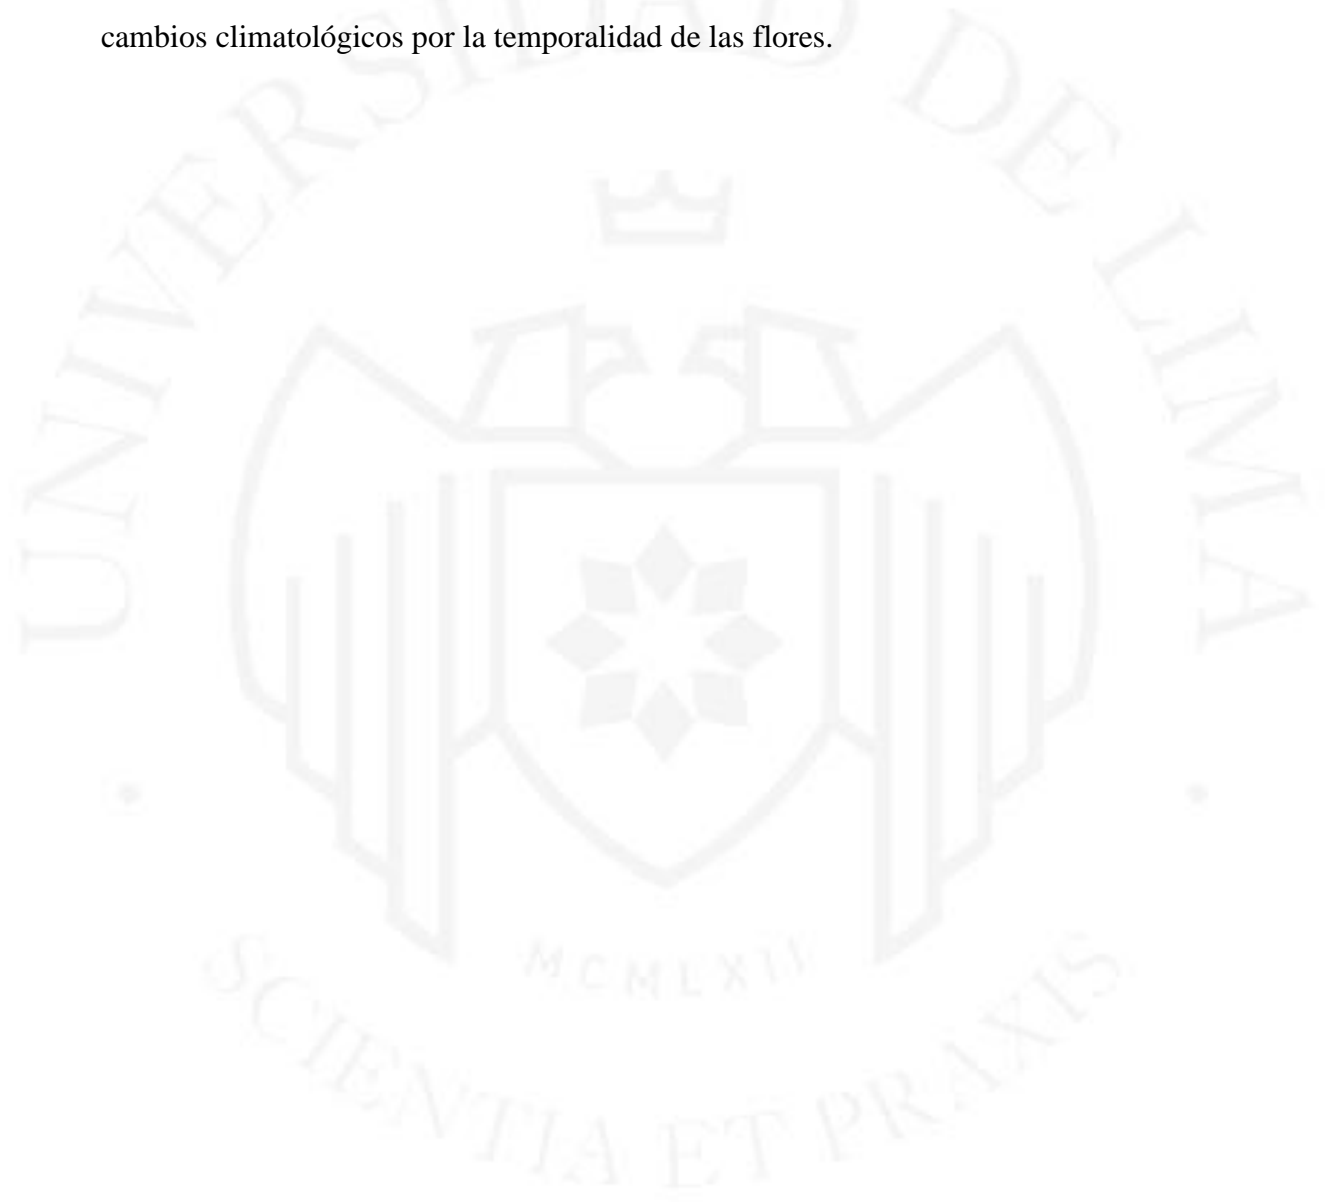 cambios climatológicos por la temporalidad de las flores.
UNIVERSIDAD DE LIMA
MCMLXII
SCIENTIA ET PRAXIS